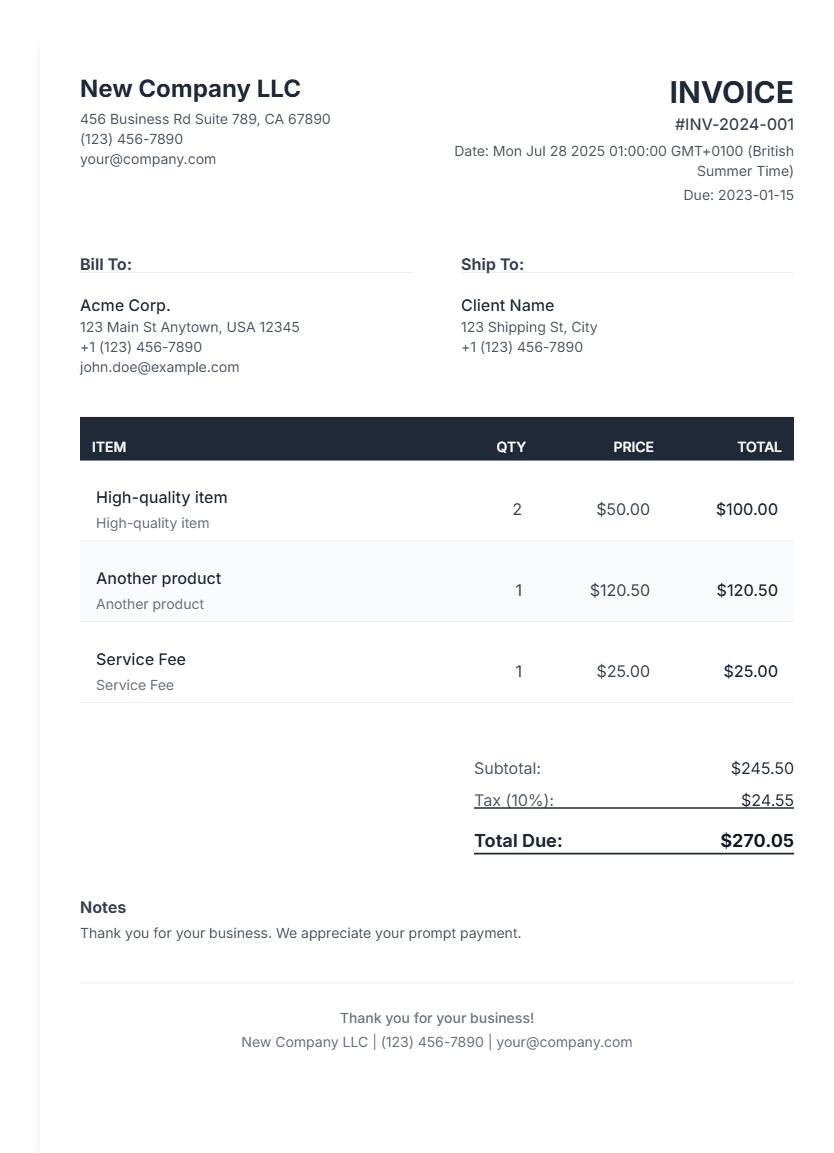 New Company LLC
456 Business Rd Suite 789, CA 67890
(123) 456-7890
your@company.com
INVOICE
#INV-2024-001
Date: Mon Jul 28 2025 01:00:00 GMT+0100 (British
Summer Time)
Due: 2023-01-15
Bill To:
Acme Corp.
123 Main St Anytown, USA 12345
+1 (123) 456-7890
john.doe@example.com
Ship To:
Client Name
123 Shipping St, City
+1 (123) 456-7890
ITEM QTY PRICE TOTAL
High-quality item
High-quality item
2 $50.00 $100.00
Another product
Another product
1 $120.50 $120.50
Service Fee
Service Fee
1 $25.00 $25.00
Subtotal: $245.50
Tax (10%): $24.55
Total Due: $270.05
Notes
Thank you for your business. We appreciate your prompt payment.
Thank you for your business!
New Company LLC | (123) 456-7890 | your@company.com